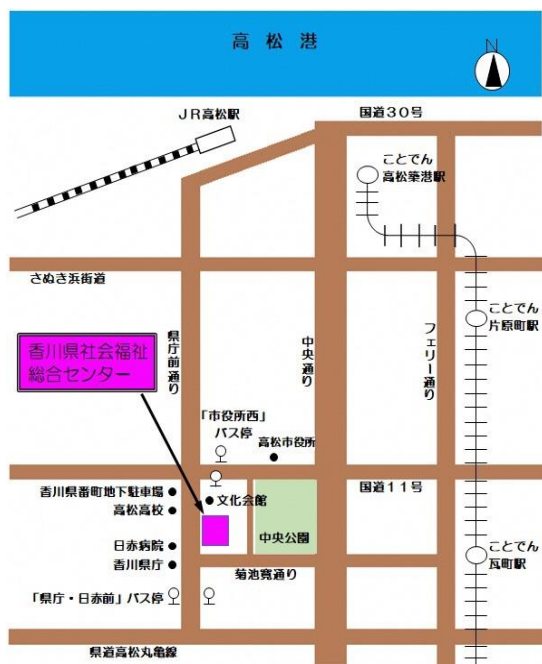 高松港
N
JR高松駅
国道30号
ことでん
高松築港駅
さぬき浜街道
ことでん
片原町駅
香川県社会福祉
総合センター
県庁前通り
中央通り
フェリー通り
「市役所西」
バス停
高松市役所
香川県番町地下駐車場
国道11号
文化会館
高松高校
中央公園
日赤病院
香川県庁
ことでん
瓦町駅
菊池寛通り
「県庁・日赤前」バス停
県道高松丸亀線